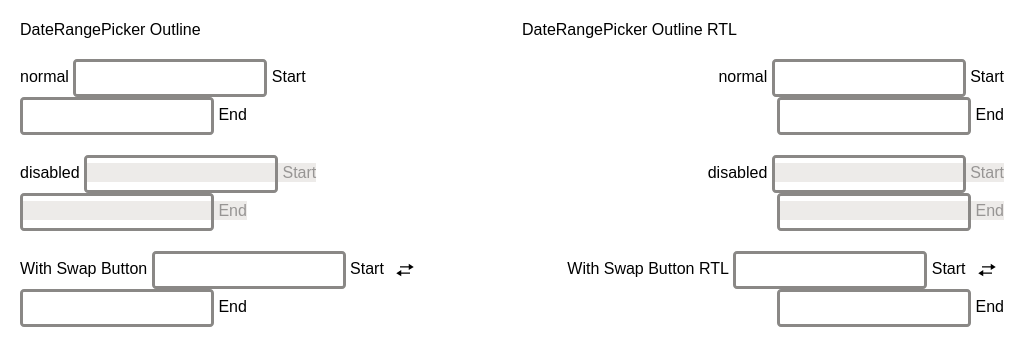 DateRangePicker Outline
normal Start
End
disabled Start
End
With Swap Button Start
End
DateRangePicker Outline RTL
normal Start
End
disabled Start
End
With Swap Button RTL Start
End